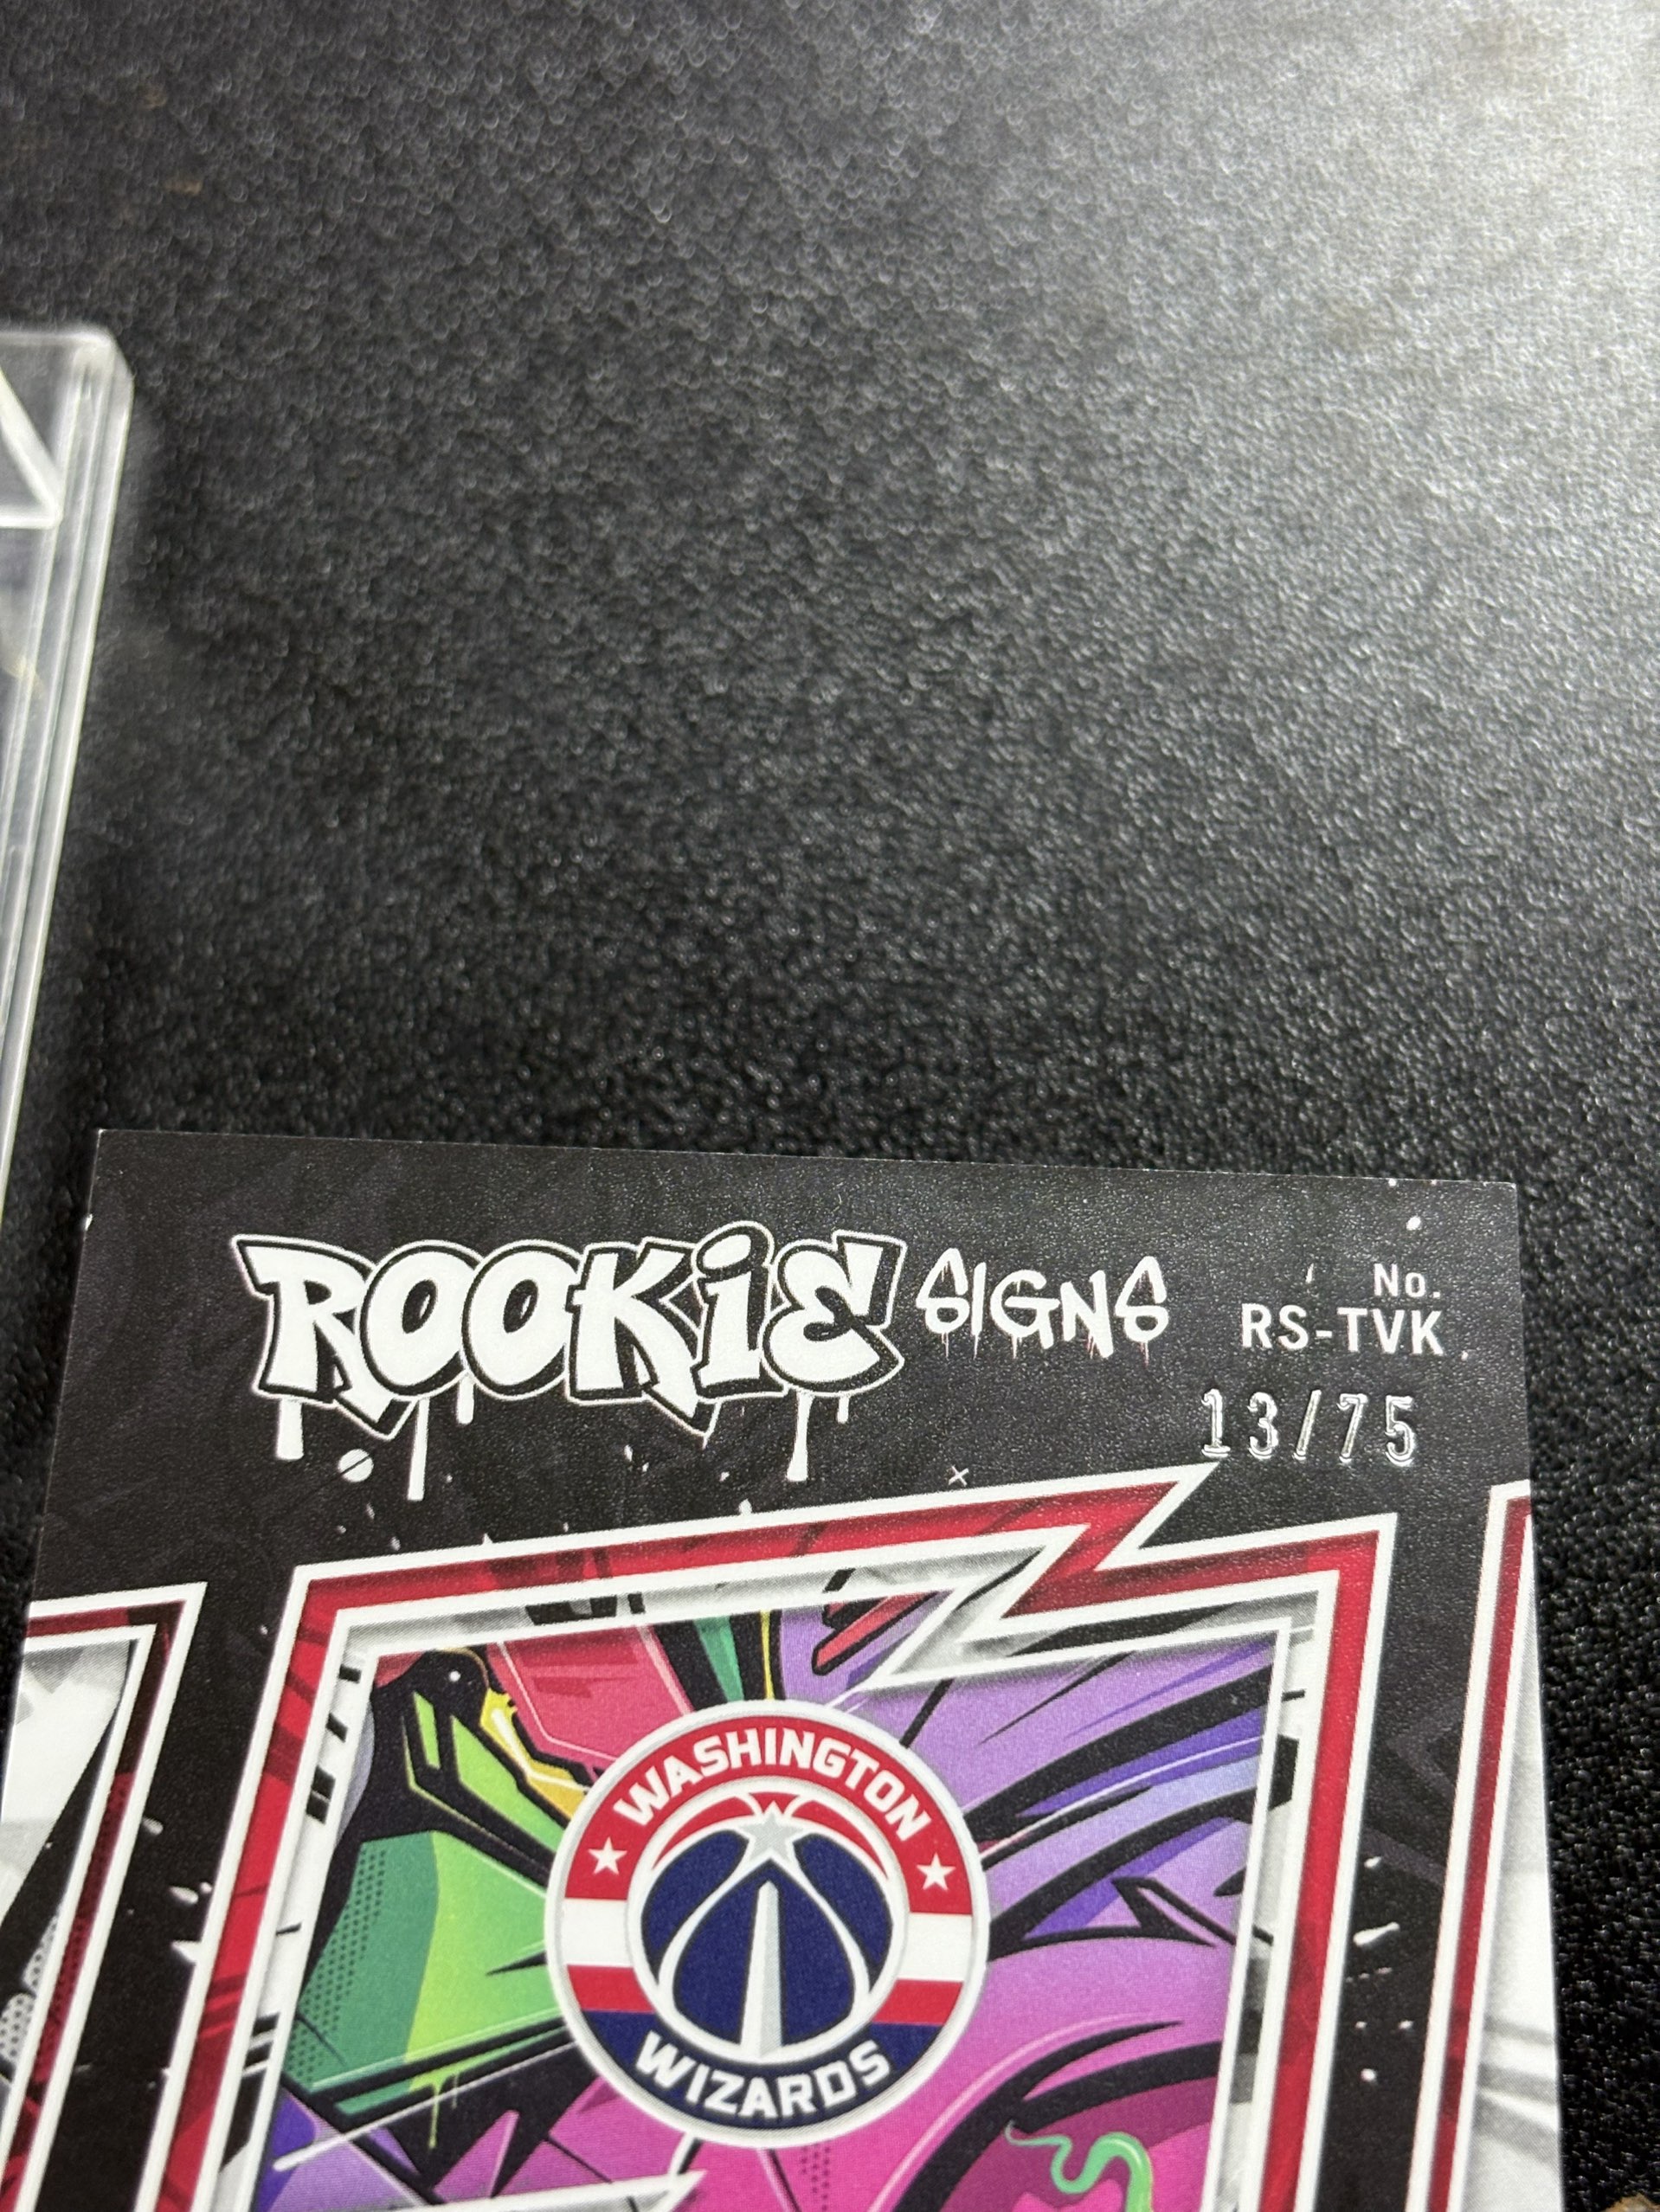 ROOKiE SIGNS
No.
RS-TVK
13/75
WASHINGTON
WIZARDS